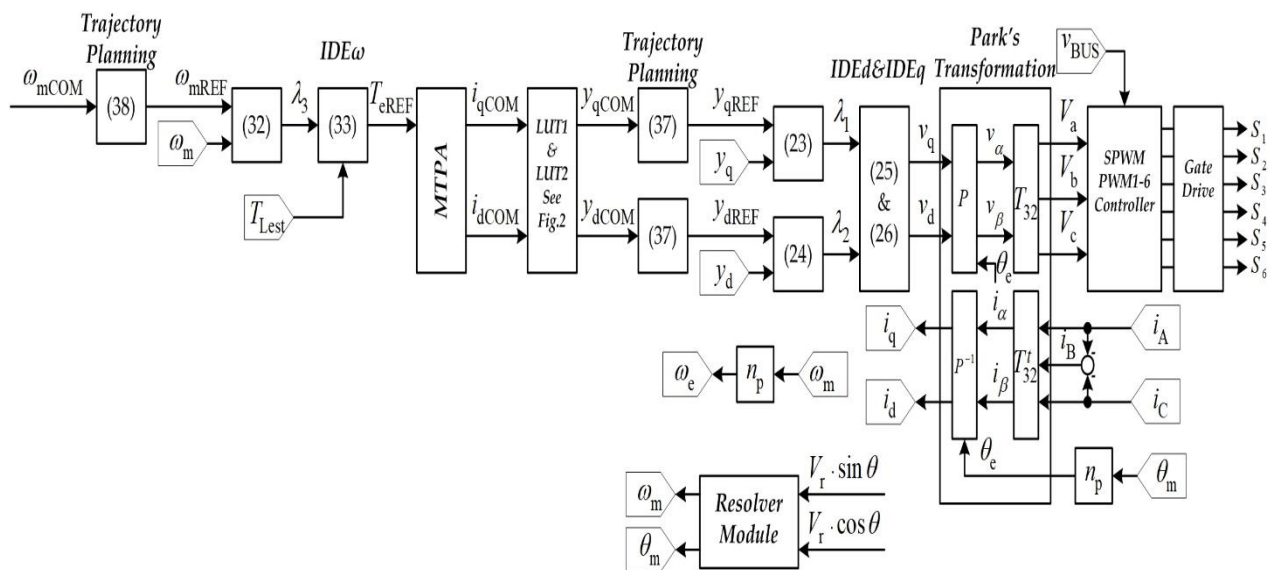 Trajectory Planning
ω_mCOM
(38)
ω_mREF
ω_m
(32)
λ_3
IDEω
(33)
T_Lest
T_eREF
MTPA
i_qCOM
i_dCOM
LUT1
&
LUT2
See
Fig.2
y_qCOM
y_dCOM
Trajectory Planning
(37)
(37)
y_qREF
y_q
y_dREF
y_d
(23)
(24)
λ_1
λ_2
IDEd&IDEq
(25)
&
(26)
v_q
v_d
Park's
Transformation
P
v_α
v_β
θ_e
T_32
V_a
V_b
V_c
v_BUS
SPWM
PWM1-6
Controller
Gate
Drive
S_1
S_2
S_3
S_4
S_5
S_6
i_q
i_d
P^-1
i_α
i_β
T^t_32
i_B
-
-
i_A
i_C
θ_e
n_p
θ_m
ω_e
n_p
ω_m
ω_m
θ_m
Resolver
Module
V_r · sin θ
V_r · cos θ